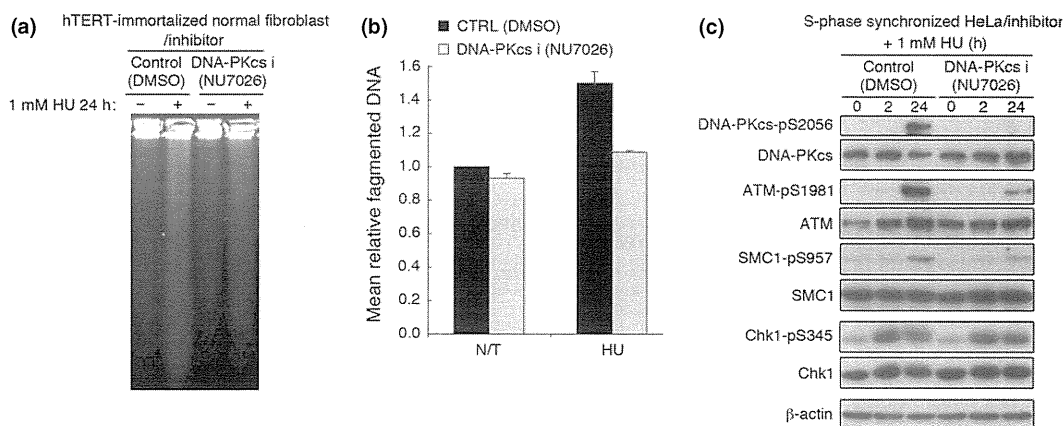 (a)
hTERT-immortalized normal fibroblast
/inhibitor
Control
(DMSO)
DNA-PKcs i
(NU7026)
1 mM HU 24 h:
– + – +
(b)
CTRL (DMSO)
DNA-PKcs i (NU7026)
Mean relative fagmented DNA
1.6
1.4
1.2
1.0
0.8
0.6
0.4
0.2
0.0
N/T
HU
(c)
S-phase synchronized HeLa/inhibitor
+ 1 mM HU (h)
Control
(DMSO)
DNA-PKcs i
(NU7026)
0 2 24 0 2 24
DNA-PKcs-pS2056
DNA-PKcs
ATM-pS1981
ATM
SMC1-pS957
SMC1
Chk1-pS345
Chk1
β-actin